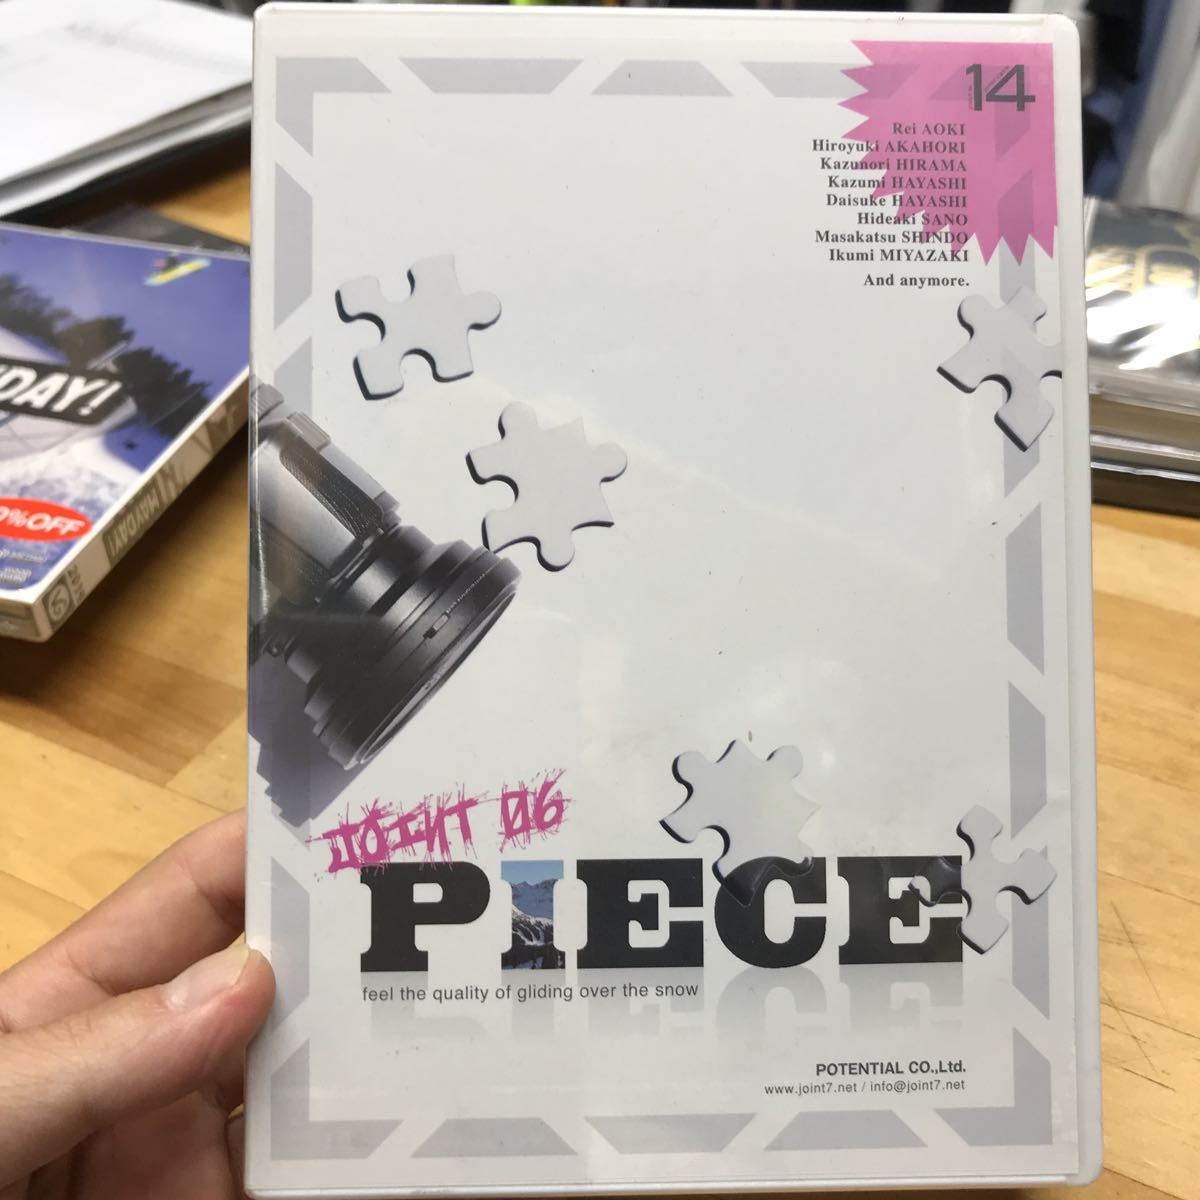 14
Rei AOKI
Hiroyuki AKAHORI
Kazunori HIRAMA
Kazumi HAYASHI
Daisuke HAYASHI
Hideaki SANO
Masakatsu SHINDO
Ikumi MIYAZAKI
And anymore.
JOINT 06
PIECE
feel the quality of gliding over the snow
POTENTIAL CO.,Ltd.
www.joint7.net / info@joint7.net
DAY!
%OFF
MAYDAY!